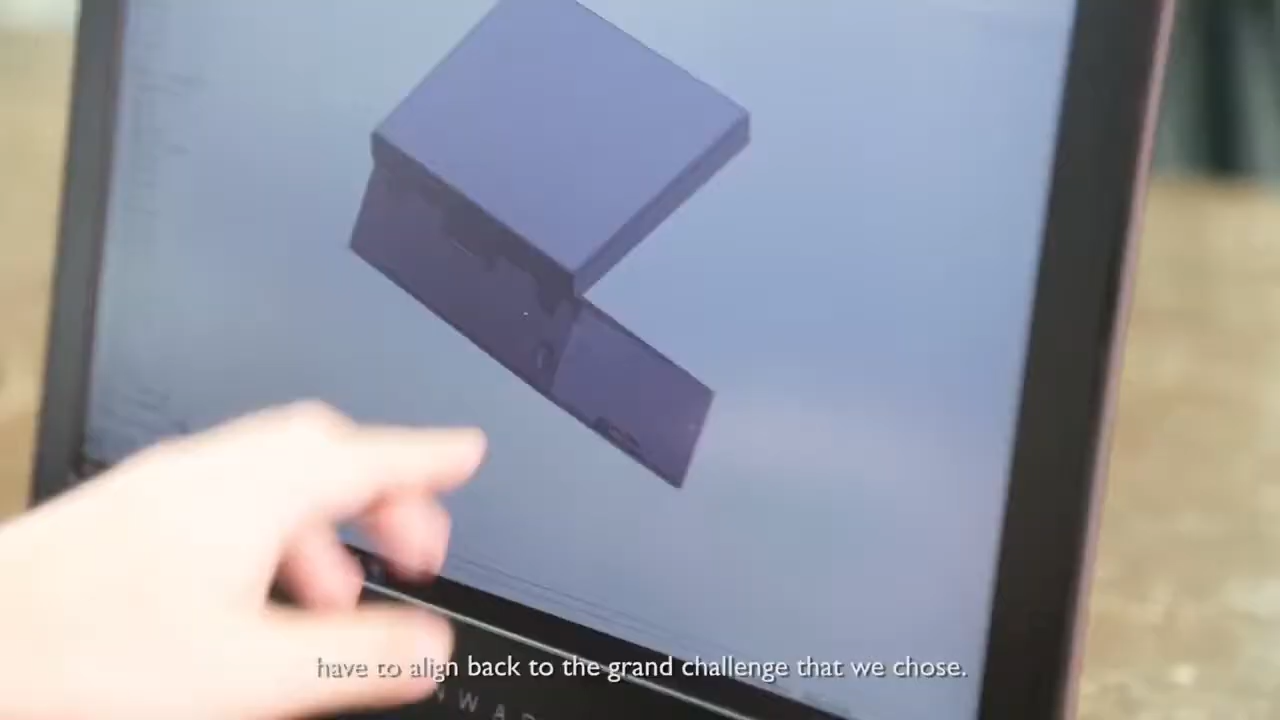 have to align back to the grand challenge that we chose.